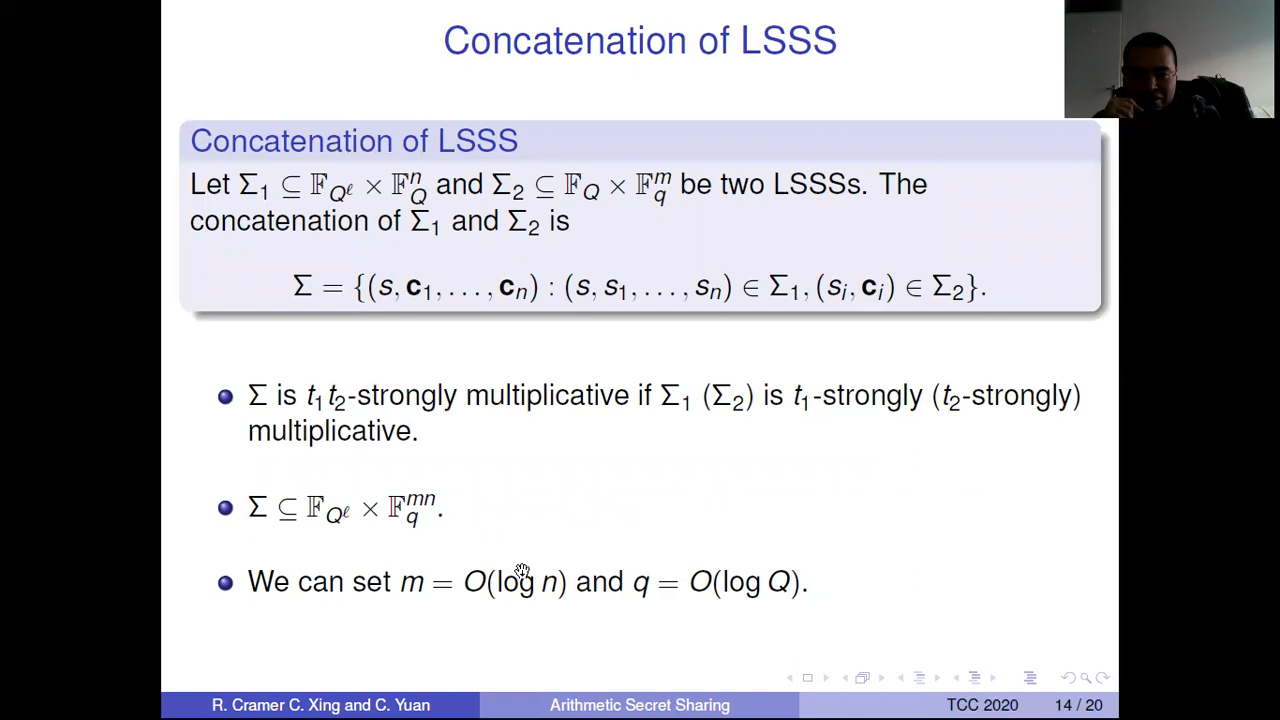 Concatenation of LSSS
Concatenation of LSSS
Let Σ₁ ⊆ 𝔽_{Q^ℓ} × 𝔽_Q^n and Σ₂ ⊆ 𝔽_Q × 𝔽_q^m be two LSSSs. The
concatenation of Σ₁ and Σ₂ is
Σ = {(s, c₁, . . . , cₙ) : (s, s₁, . . . , sₙ) ∈ Σ₁, (sᵢ, cᵢ) ∈ Σ₂}.
Σ is t₁t₂-strongly multiplicative if Σ₁ (Σ₂) is t₁-strongly (t₂-strongly)
multiplicative.
Σ ⊆ 𝔽_{Q^ℓ} × 𝔽_q^{mn}.
We can set m = O(log n) and q = O(log Q).
R. Cramer C. Xing and C. Yuan
Arithmetic Secret Sharing
TCC 2020
14 / 20